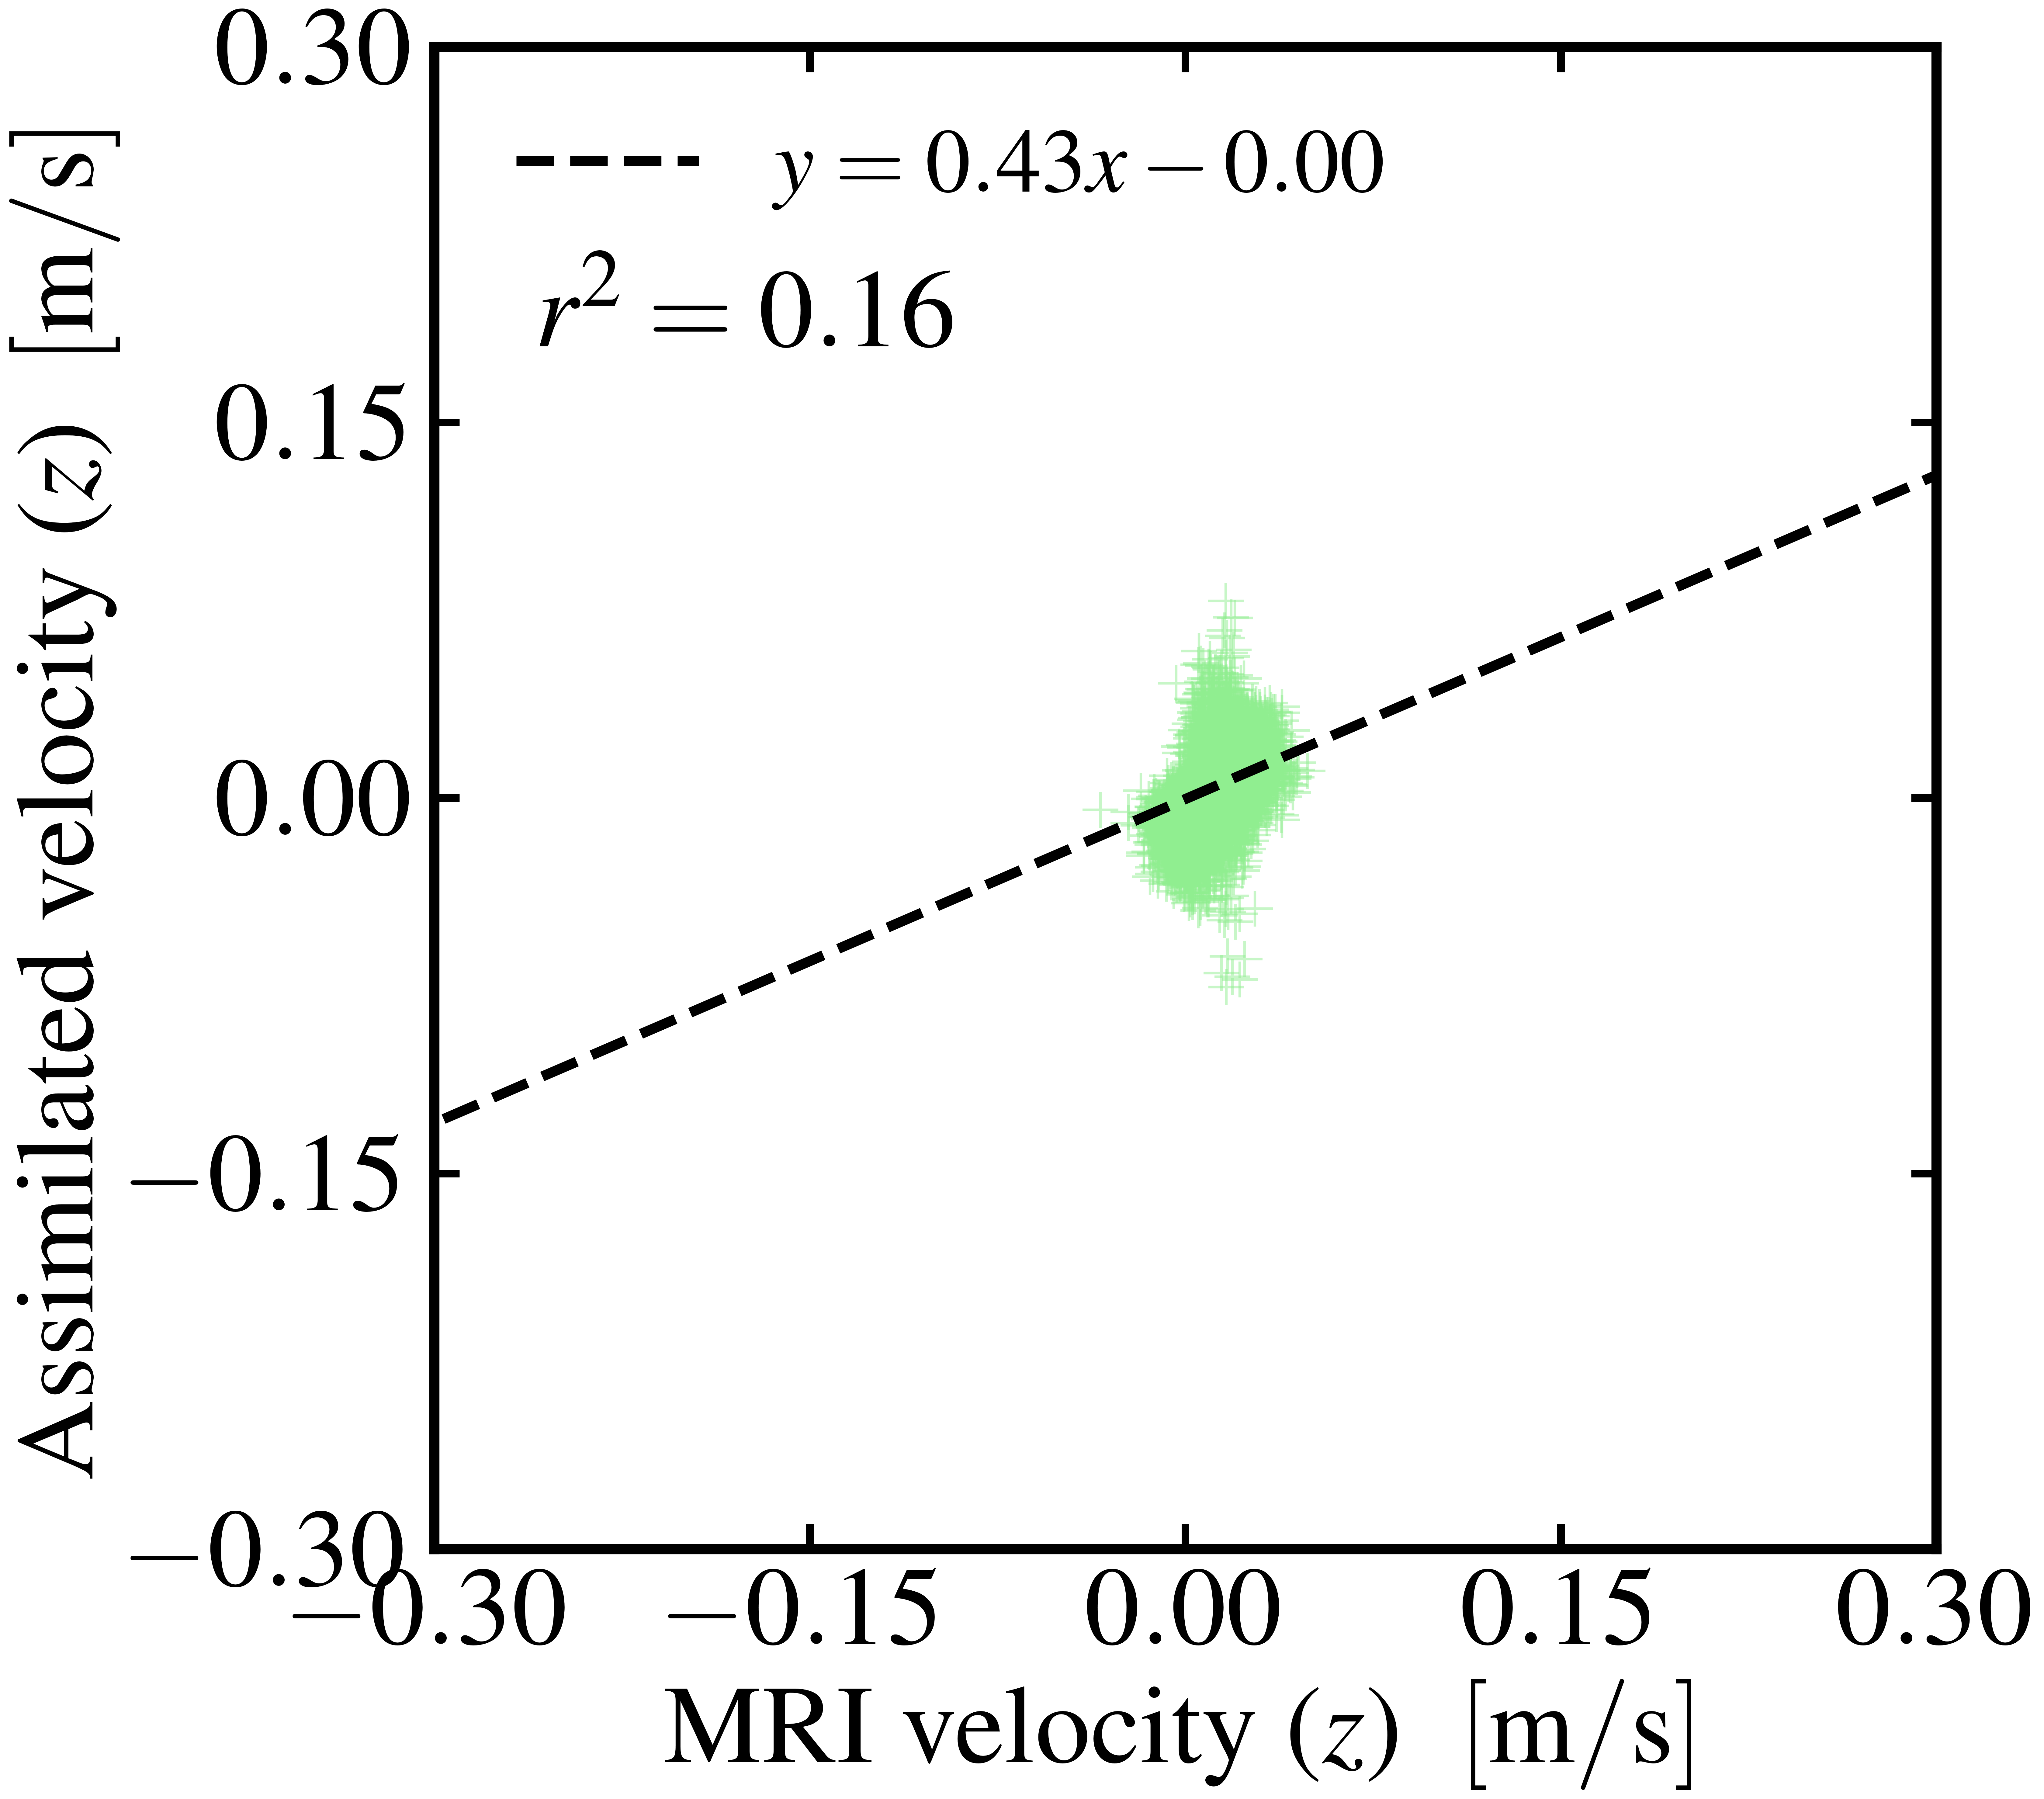 0.30
y = 0.43x − 0.00
r² = 0.16
0.15
0.00
−0.15
−0.30
Assimilated velocity (z) [m/s]
−0.30 −0.15 0.00 0.15 0.30
MRI velocity (z) [m/s]